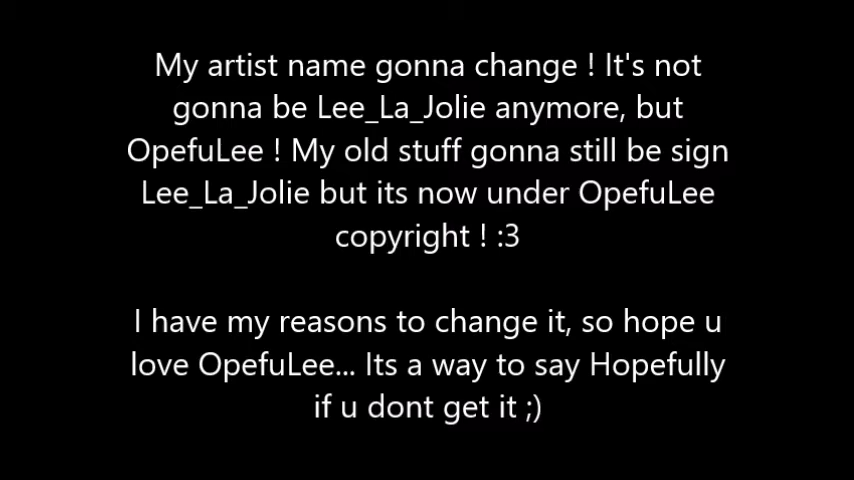 My artist name gonna change ! It's not
gonna be Lee_La_Jolie anymore, but
OpefuLee ! My old stuff gonna still be sign
Lee_La_Jolie but its now under OpefuLee
copyright ! :3
I have my reasons to change it, so hope u
love OpefuLee... Its a way to say Hopefully
if u dont get it ;)